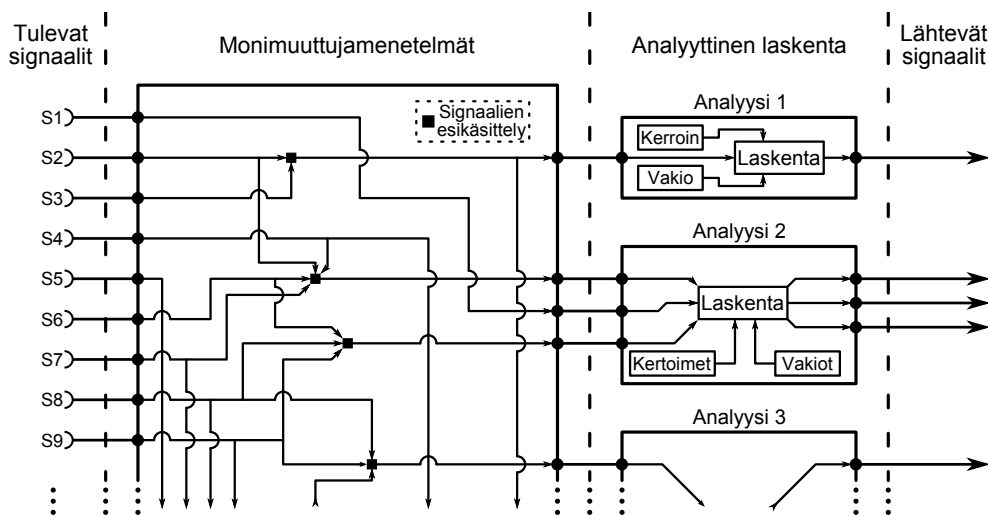 Tulevat
signaalit
Monimuuttujamenetelmät
Analyyttinen laskenta
Lähtevät
signaalit
Signaalien
esikäsittely
S1
S2
S3
S4
S5
S6
S7
S8
S9
Analyysi 1
Kerroin
Laskenta
Vakio
Analyysi 2
Laskenta
Kertoimet
Vakiot
Analyysi 3